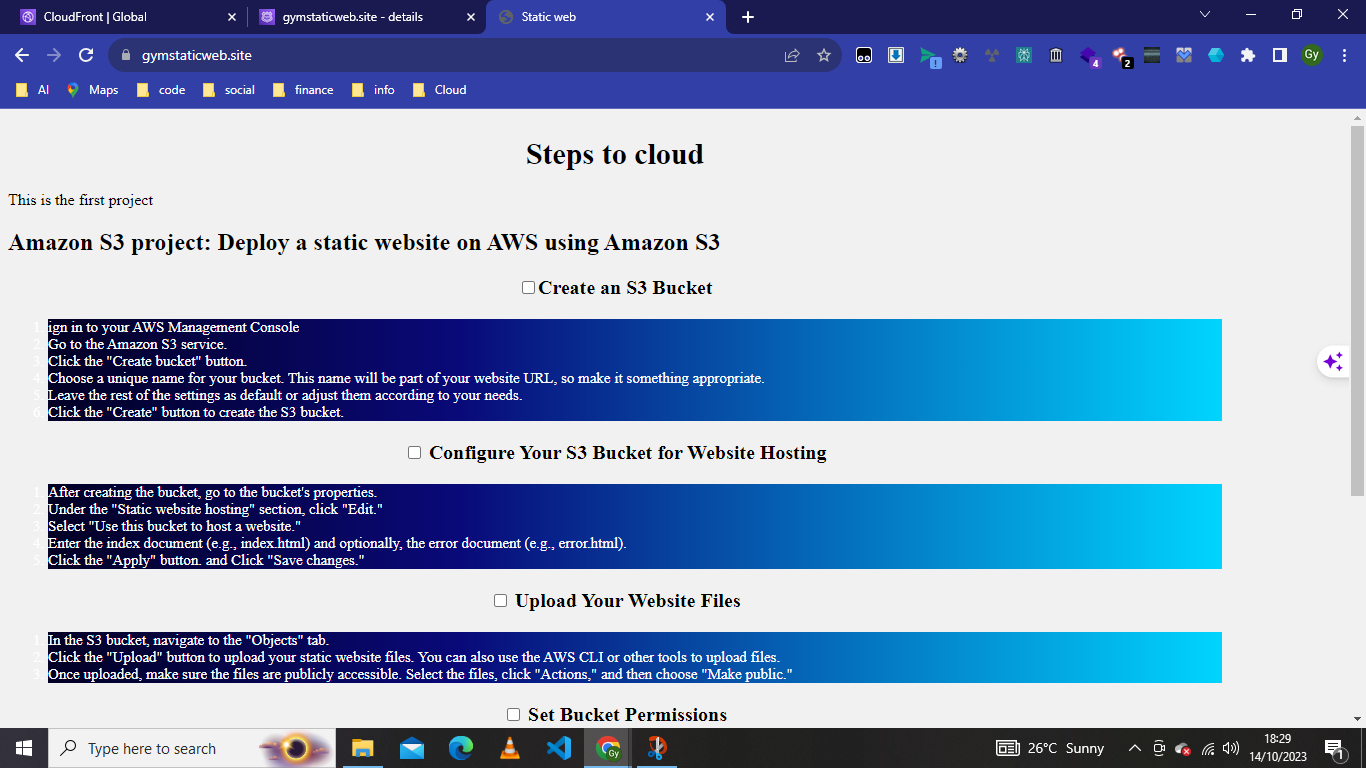 CloudFront | Global
gymstaticweb.site - details
Static web
gymstaticweb.site
!
4
2
Gy
AI
Maps
code
social
finance
info
Cloud
Steps to cloud
This is the first project
Amazon S3 project: Deploy a static website on AWS using Amazon S3
Create an S3 Bucket
1. ign in to your AWS Management Console
2. Go to the Amazon S3 service.
3. Click the "Create bucket" button.
4. Choose a unique name for your bucket. This name will be part of your website URL, so make it something appropriate.
5. Leave the rest of the settings as default or adjust them according to your needs.
6. Click the "Create" button to create the S3 bucket.
Configure Your S3 Bucket for Website Hosting
1. After creating the bucket, go to the bucket's properties.
2. Under the "Static website hosting" section, click "Edit."
3. Select "Use this bucket to host a website."
4. Enter the index document (e.g., index.html) and optionally, the error document (e.g., error.html).
5. Click the "Apply" button. and Click "Save changes."
Upload Your Website Files
1. In the S3 bucket, navigate to the "Objects" tab.
2. Click the "Upload" button to upload your static website files. You can also use the AWS CLI or other tools to upload files.
3. Once uploaded, make sure the files are publicly accessible. Select the files, click "Actions," and then choose "Make public."
Set Bucket Permissions
Type here to search
Gy
26°C Sunny
18:29
14/10/2023
1